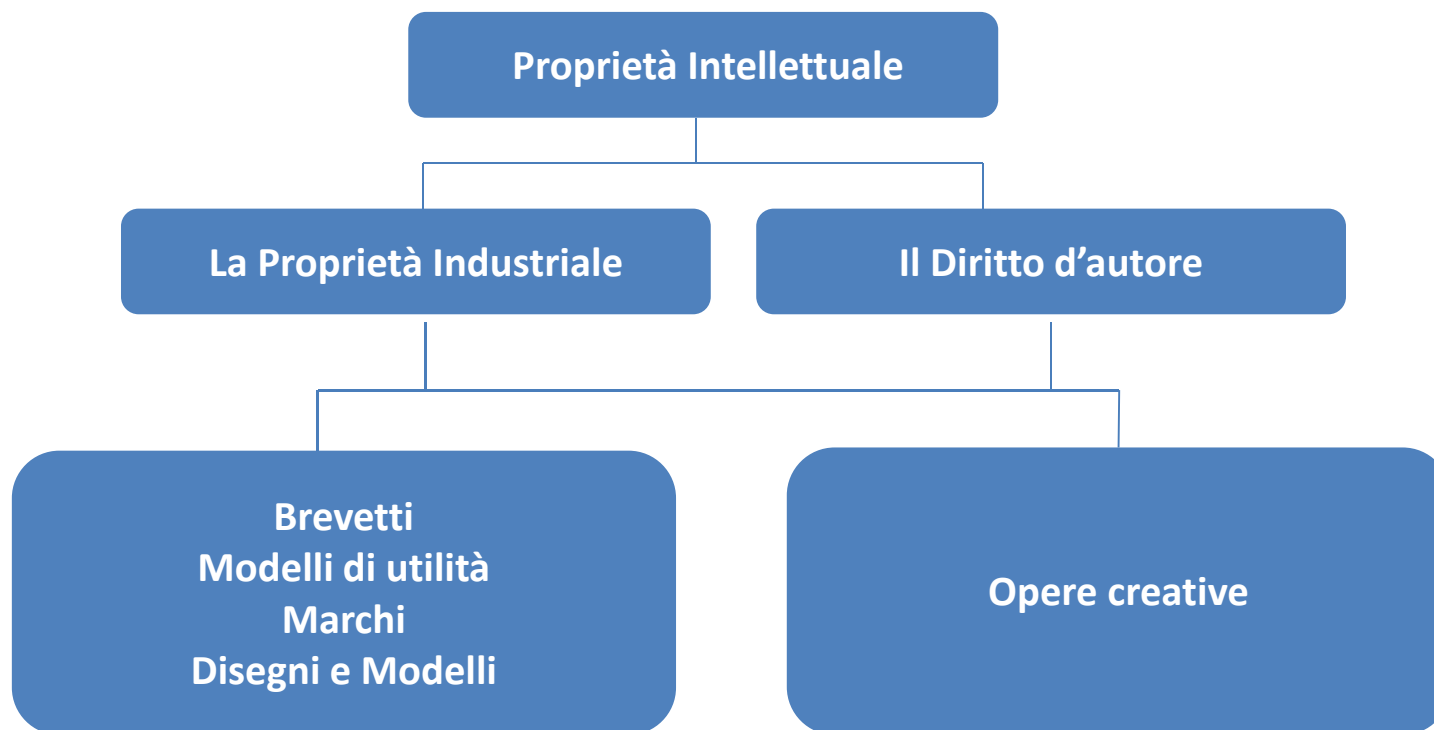 Proprietà Intellettuale
La Proprietà Industriale
Il Diritto d’autore
Brevetti
Modelli di utilità
Marchi
Disegni e Modelli
Opere creative